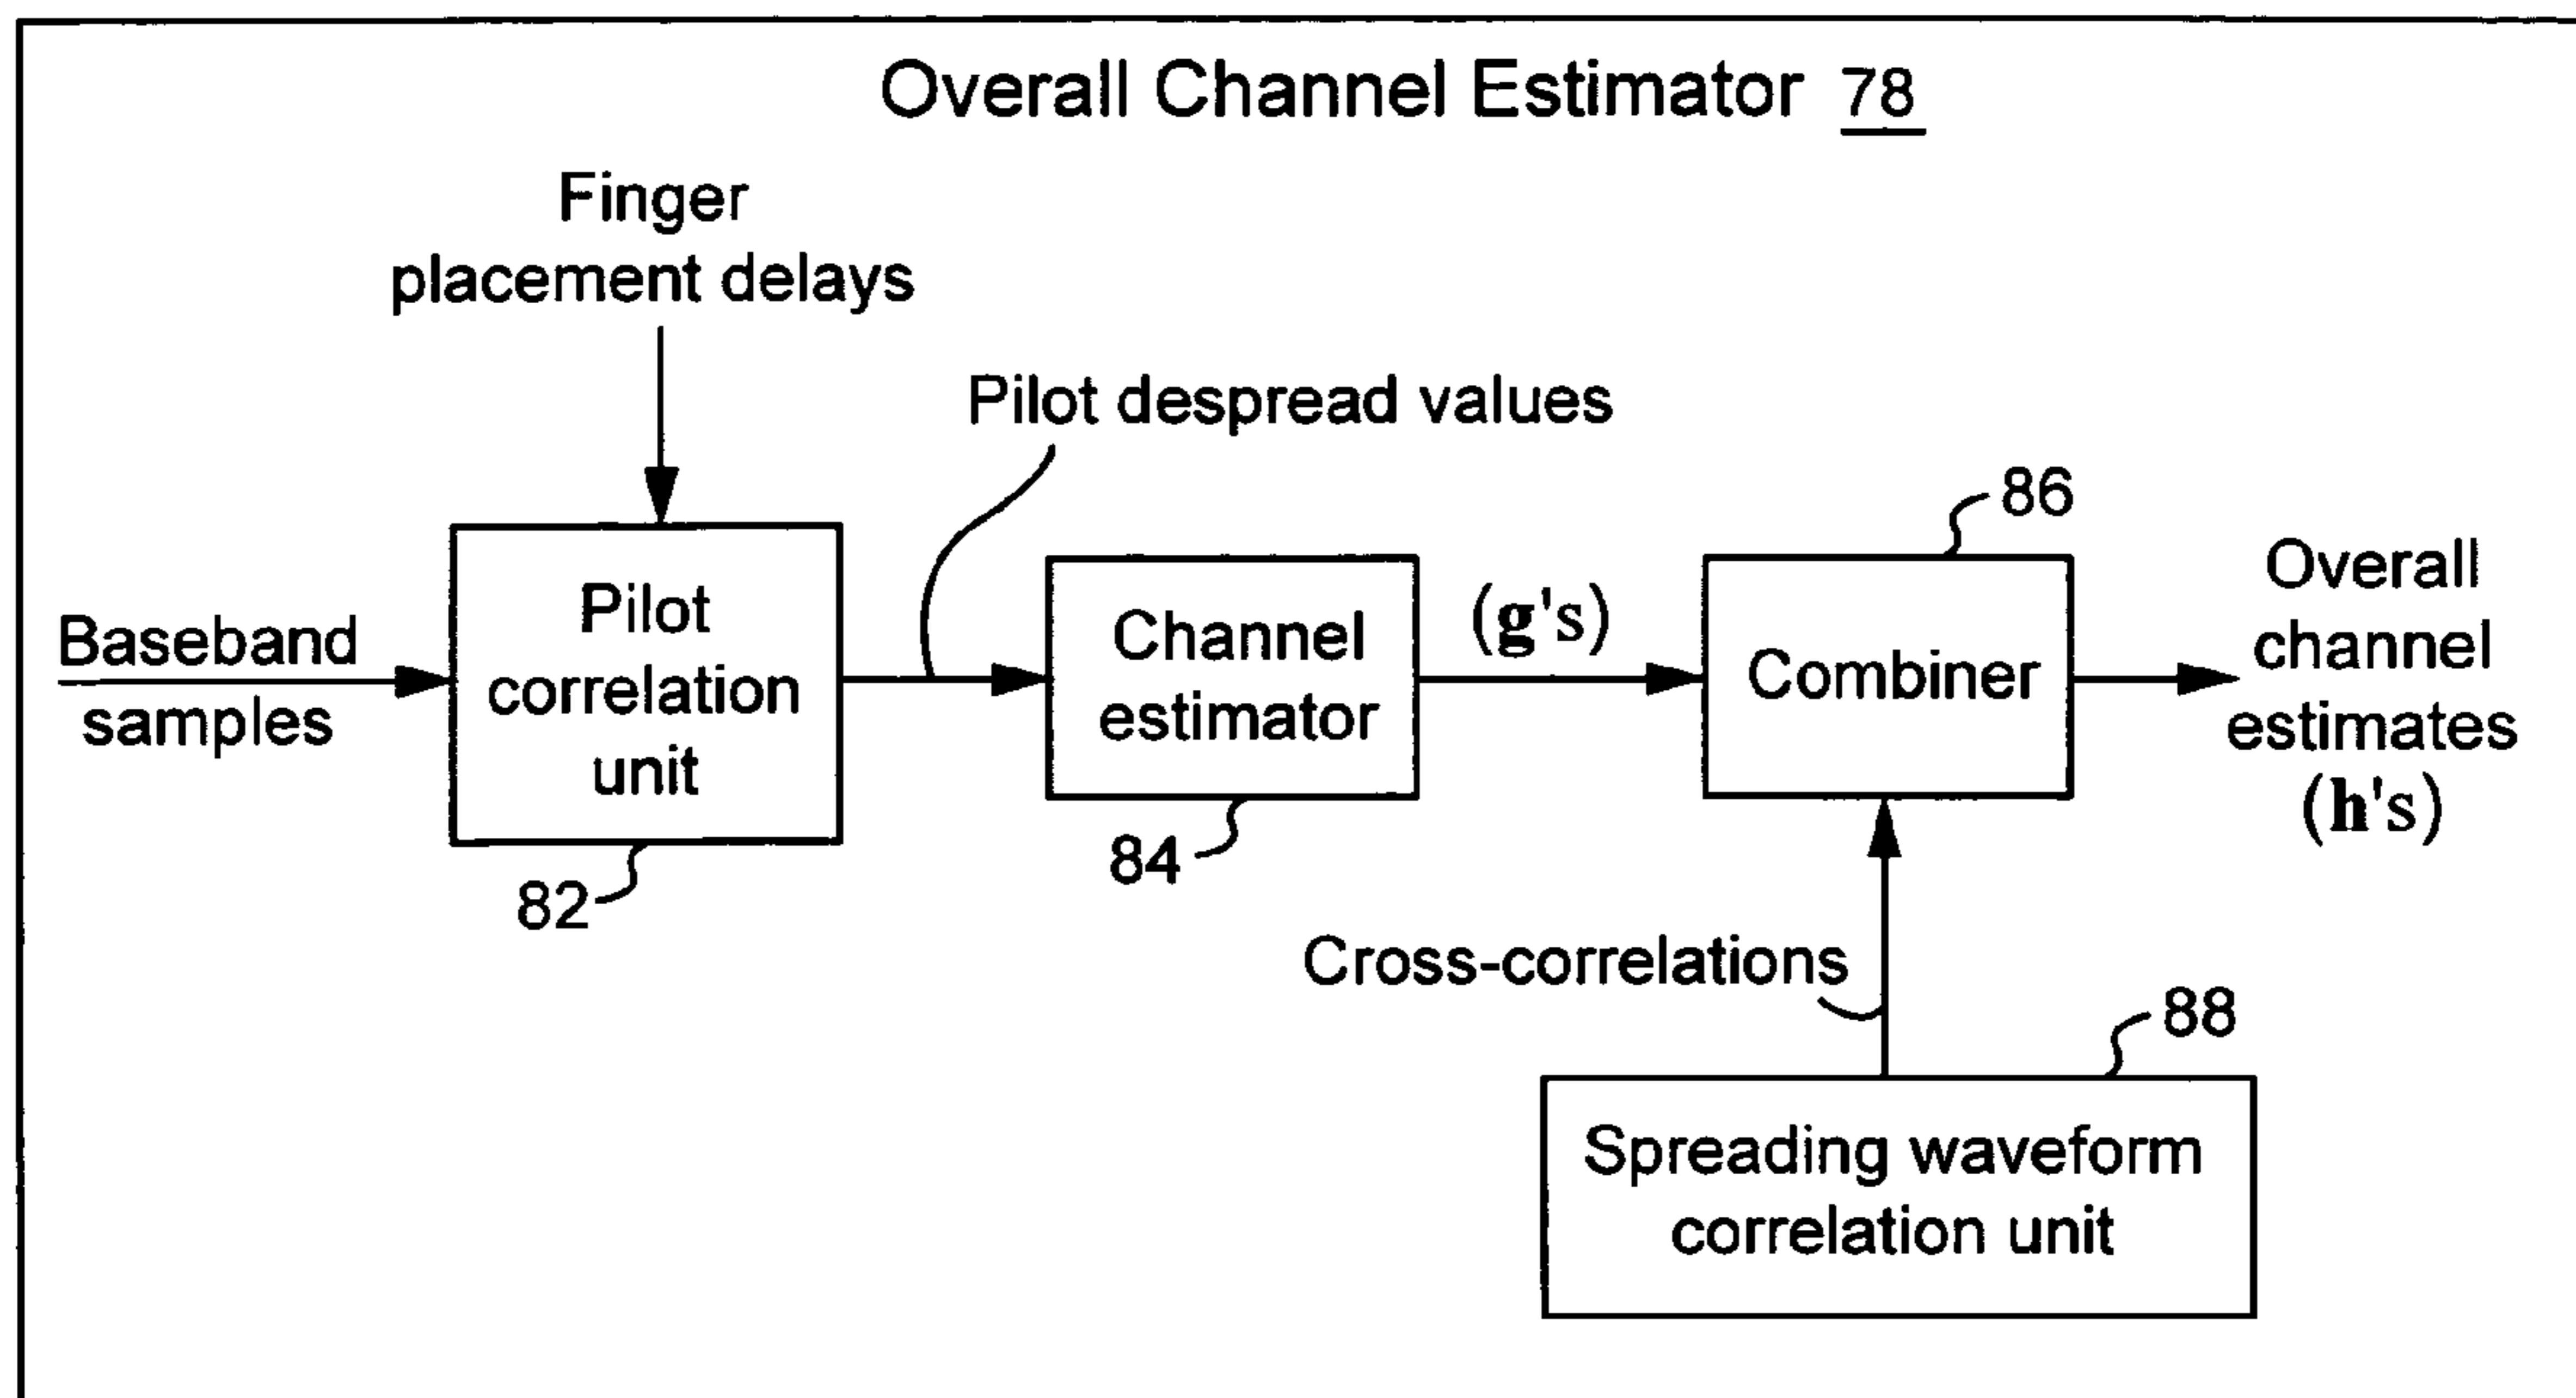 Overall Channel Estimator 78
Finger
placement delays
Pilot despread values
Baseband
samples
Pilot
correlation
unit
82
Channel
estimator
84
(g's)
86
Combiner
Overall
channel
estimates
(h's)
Cross-correlations
88
Spreading waveform
correlation unit